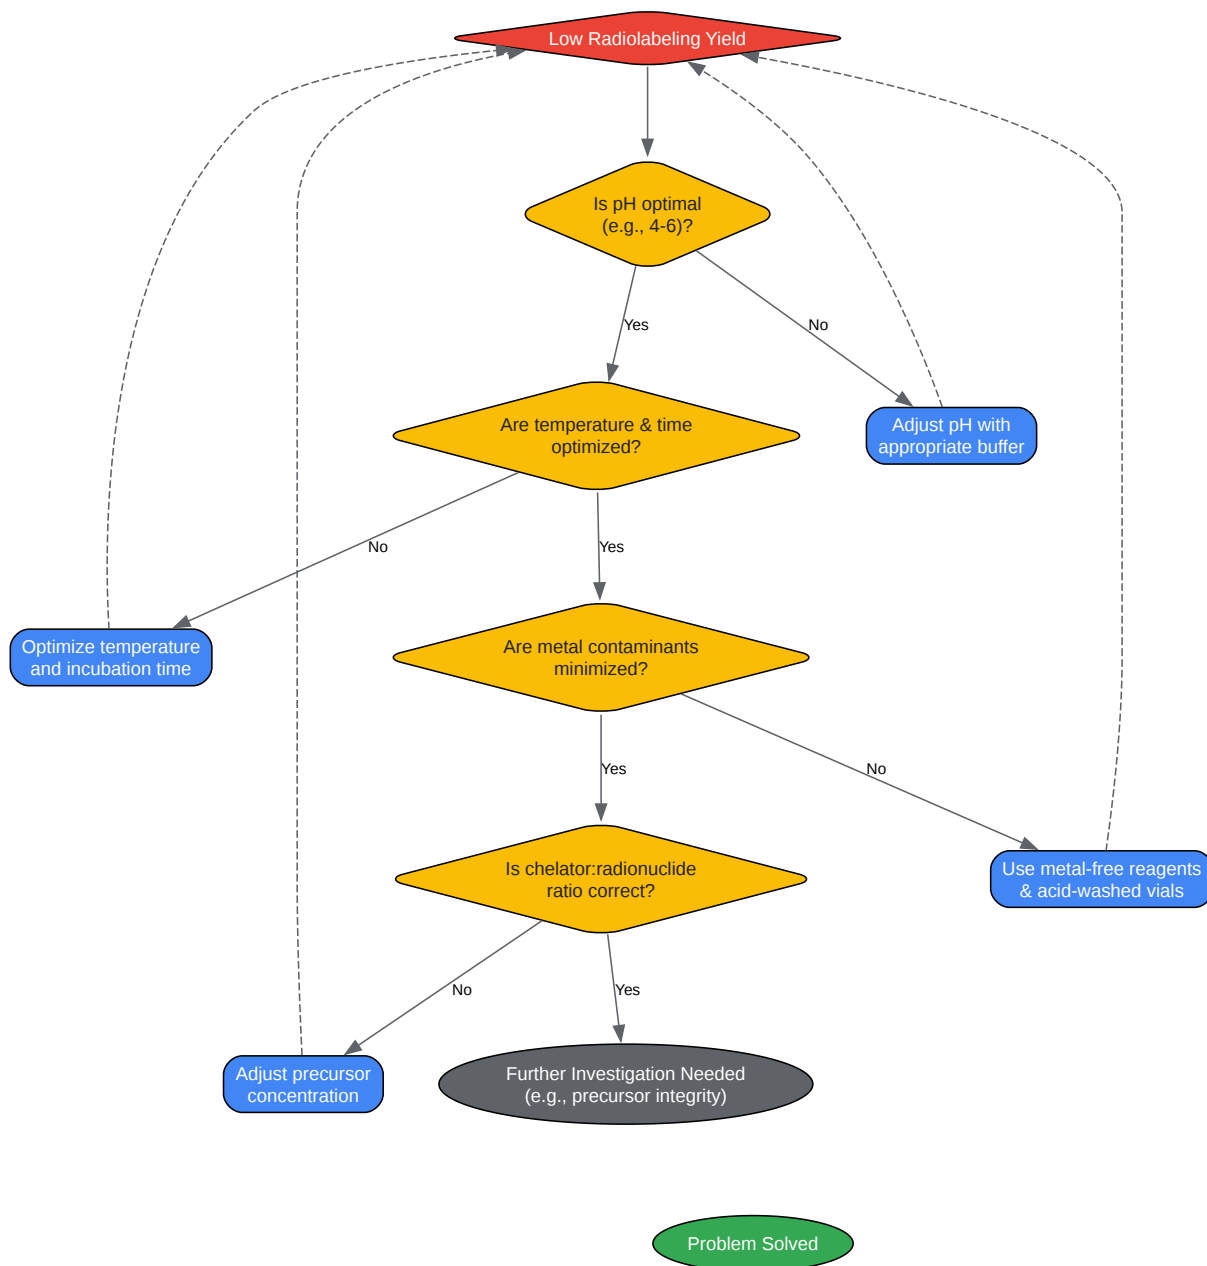 Low Radiolabeling Yield
Is pH optimal
(e.g., 4-6)?
Yes
No
Are temperature & time
optimized?
Adjust pH with
appropriate buffer
No
Yes
Optimize temperature
and incubation time
Are metal contaminants
minimized?
Yes
No
Is chelator:radionuclide
ratio correct?
Use metal-free reagents
& acid-washed vials
No
Yes
Adjust precursor
concentration
Further Investigation Needed
(e.g., precursor integrity)
Problem Solved